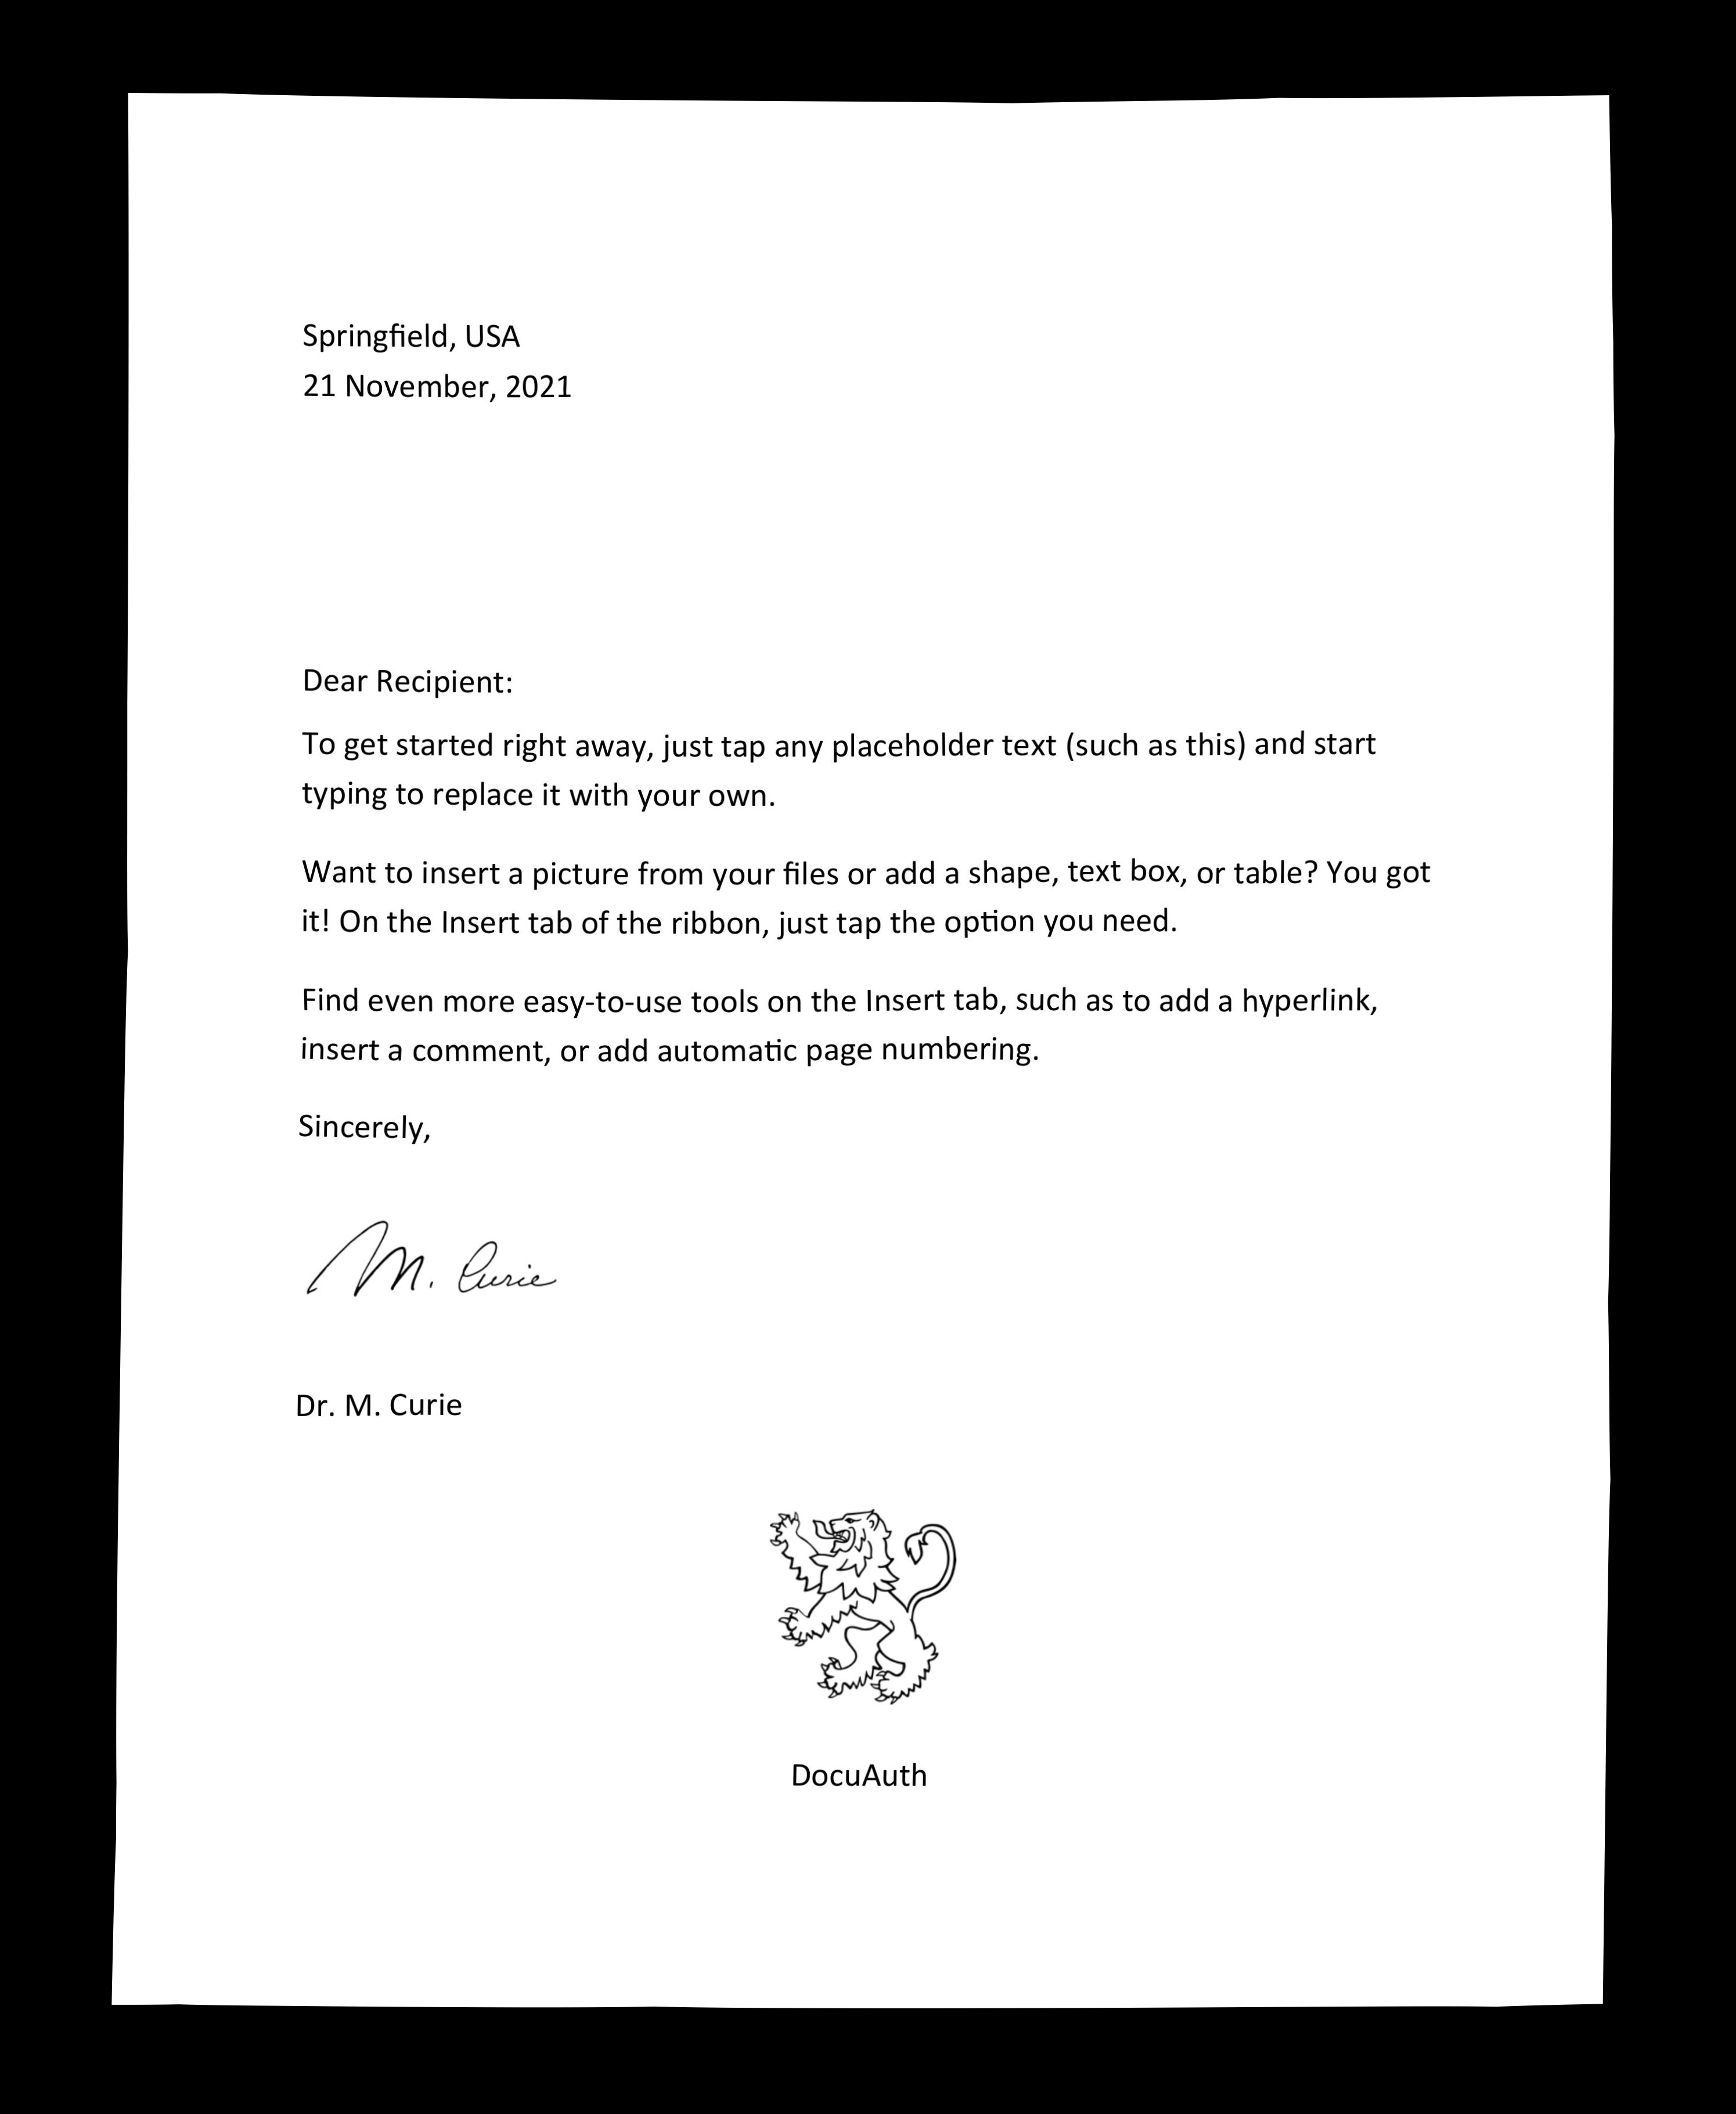 Springfield, USA
21 November, 2021
Dear Recipient:
To get started right away, just tap any placeholder text (such as this) and start
typing to replace it with your own.
Want to insert a picture from your files or add a shape, text box, or table? You got
it! On the Insert tab of the ribbon, just tap the option you need.
Find even more easy-to-use tools on the Insert tab, such as to add a hyperlink,
insert a comment, or add automatic page numbering.
Sincerely,
M. Curie
Dr. M. Curie
DocuAuth